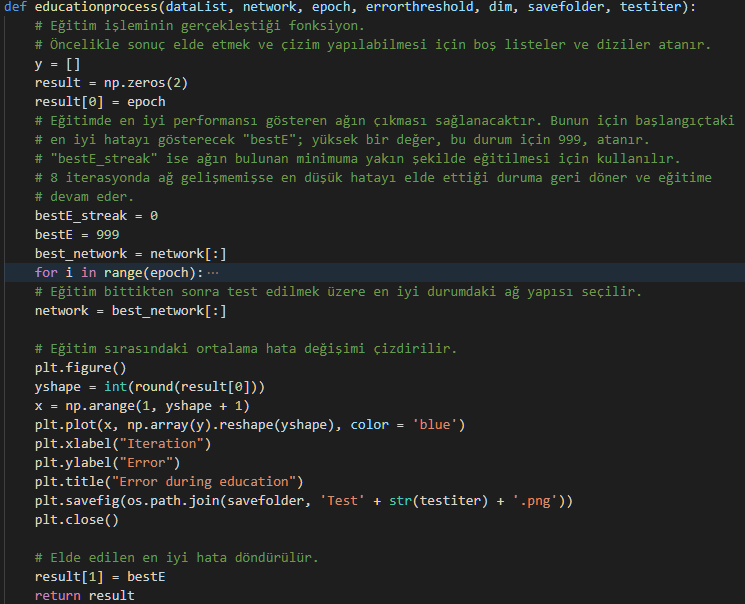 def educationprocess(dataList, network, epoch, errorthreshold, dim, savefolder, testiter):
    # Eğitim işleminin gerçekleştiği fonksiyon.
    # Öncelikle sonuç elde etmek ve çizim yapılabilmesi için boş listeler ve diziler atanır.
    y = []
    result = np.zeros(2)
    result[0] = epoch
    # Eğitimde en iyi performansı gösteren ağın çıkması sağlanacaktır. Bunun için başlangıçtaki
    # en iyi hatayı gösterecek "bestE"; yüksek bir değer, bu durum için 999, atanır.
    # "bestE_streak" ise ağın bulunan minimuma yakın şekilde eğitilmesi için kullanılır.
    # 8 iterasyonda ağ gelişmemişse en düşük hatayı elde ettiği duruma geri döner ve eğitime
    # devam eder.
    bestE_streak = 0
    bestE = 999
    best_network = network[:]
    for i in range(epoch):···
    # Eğitim bittikten sonra test edilmek üzere en iyi durumdaki ağ yapısı seçilir.
    network = best_network[:]
    # Eğitim sırasındaki ortalama hata değişimi çizdirilir.
    plt.figure()
    yshape = int(round(result[0]))
    x = np.arange(1, yshape + 1)
    plt.plot(x, np.array(y).reshape(yshape), color = 'blue')
    plt.xlabel("Iteration")
    plt.ylabel("Error")
    plt.title("Error during education")
    plt.savefig(os.path.join(savefolder, 'Test' + str(testiter) + '.png'))
    plt.close()
    # Elde edilen en iyi hata döndürülür.
    result[1] = bestE
    return result